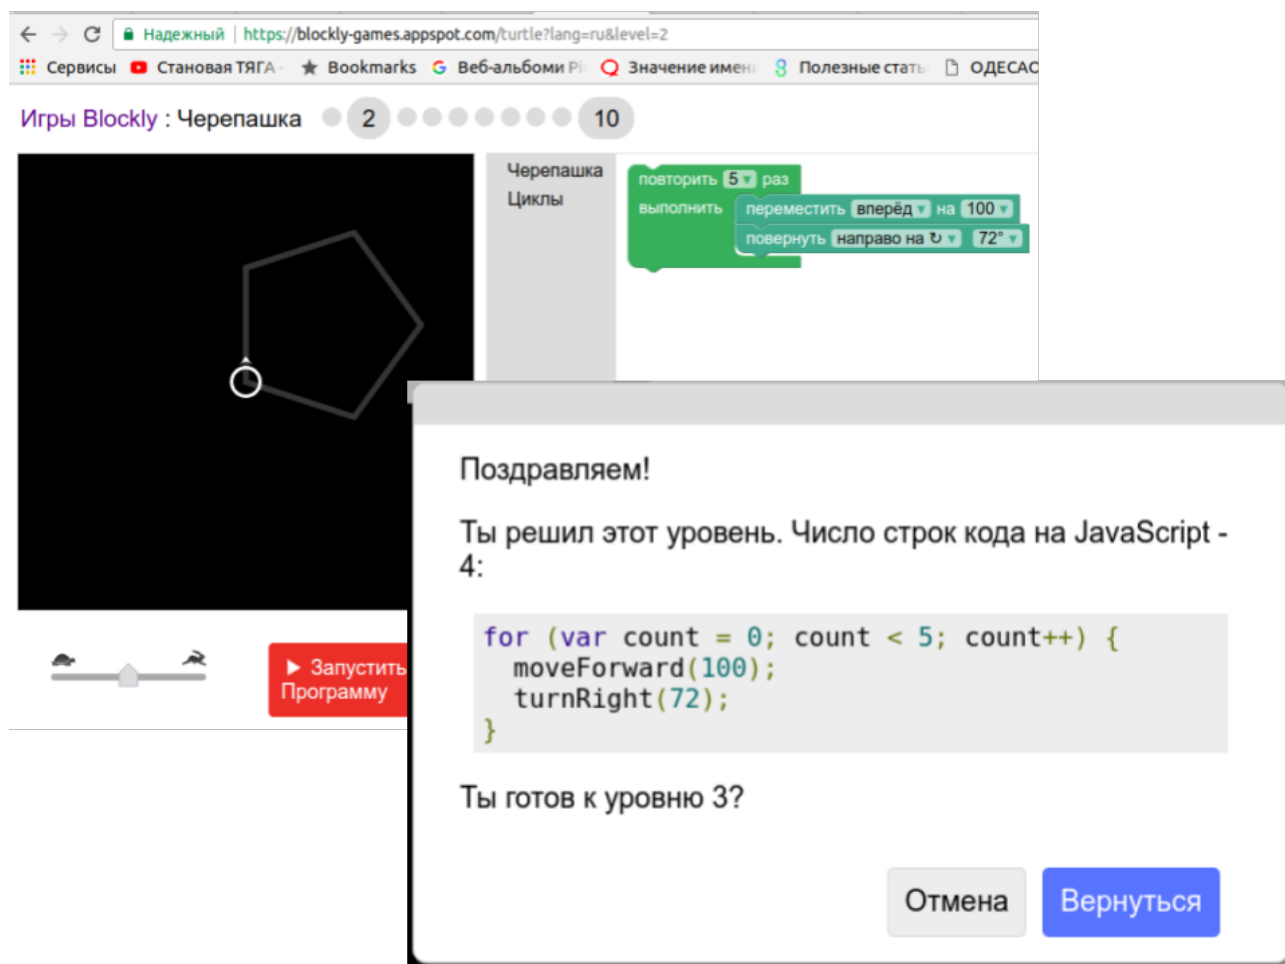 Надежный | https://blockly-games.appspot.com/turtle?lang=ru&level=2
Сервисы Становая ТЯГА - Bookmarks Веб-альбоми Значение имен Полезные стать ОДЕСАО
Игры Blockly : Черепашка 2 10
Черепашка
Циклы
повторить 5 раз
выполнить переместить вперёд на 100
повернуть направо на ↻ 72°
Запустить
Программу
Поздравляем!
Ты решил этот уровень. Число строк кода на JavaScript -
4:
for (var count = 0; count < 5; count++) {
  moveForward(100);
  turnRight(72);
}
Ты готов к уровню 3?
Отмена Вернуться